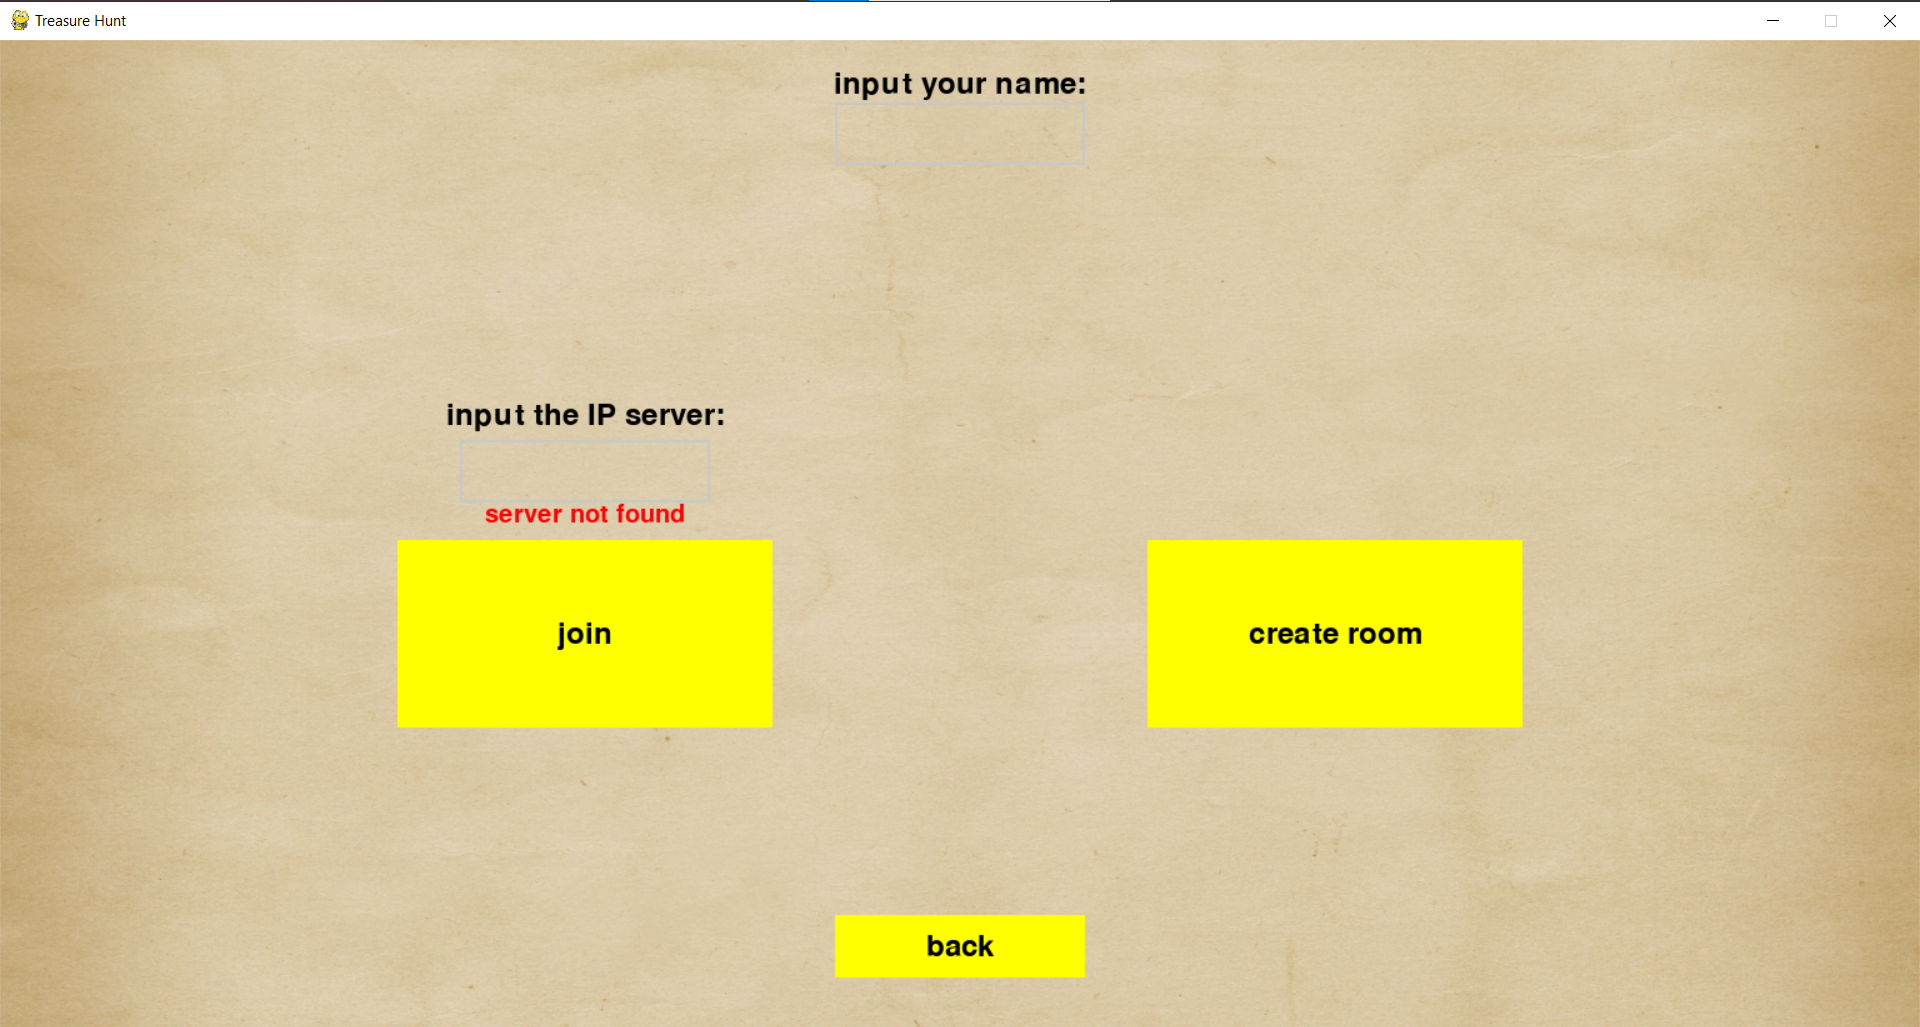 Treasure Hunt
input your name:
input the IP server:
server not found
join
create room
back